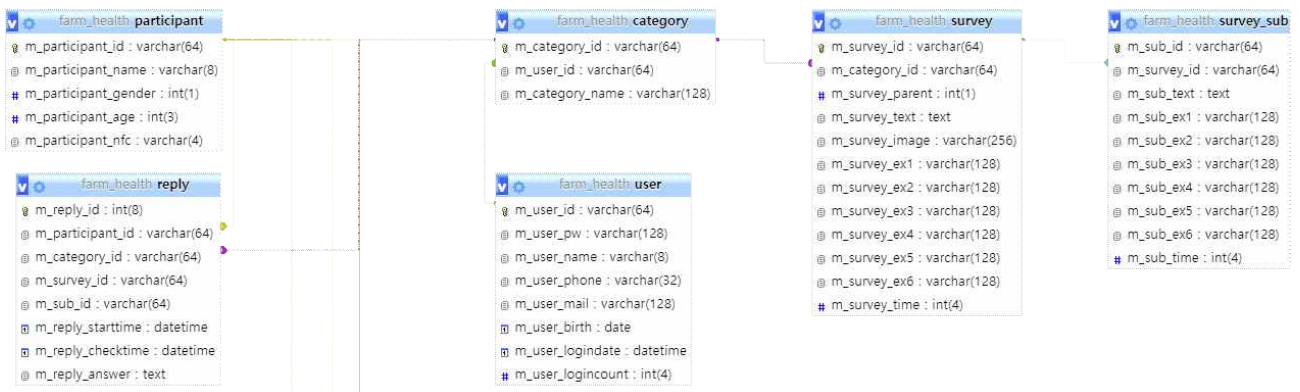 farm_health participant
m_participant_id : varchar(64)
m_participant_name : varchar(8)
m_participant_gender : int(1)
m_participant_age : int(3)
m_participant_nfc : varchar(4)
farm_health reply
m_reply_id : int(8)
m_participant_id : varchar(64)
m_category_id : varchar(64)
m_survey_id : varchar(64)
m_sub_id : varchar(64)
m_reply_starttime : datetime
m_reply_checktime : datetime
m_reply_answer : text
farm_health category
m_category_id : varchar(64)
m_user_id : varchar(64)
m_category_name : varchar(128)
farm_health user
m_user_id : varchar(64)
m_user_pw : varchar(128)
m_user_name : varchar(8)
m_user_phone : varchar(32)
m_user_mail : varchar(128)
m_user_birth : date
m_user_logindate : datetime
m_user_logincount : int(4)
farm_health survey
m_survey_id : varchar(64)
m_category_id : varchar(64)
m_survey_parent : int(1)
m_survey_text : text
m_survey_image : varchar(256)
m_survey_ex1 : varchar(128)
m_survey_ex2 : varchar(128)
m_survey_ex3 : varchar(128)
m_survey_ex4 : varchar(128)
m_survey_ex5 : varchar(128)
m_survey_ex6 : varchar(128)
m_survey_time : int(4)
farm_health survey_sub
m_sub_id : varchar(64)
m_survey_id : varchar(64)
m_sub_text : text
m_sub_ex1 : varchar(128)
m_sub_ex2 : varchar(128)
m_sub_ex3 : varchar(128)
m_sub_ex4 : varchar(128)
m_sub_ex5 : varchar(128)
m_sub_ex6 : varchar(128)
m_sub_time : int(4)